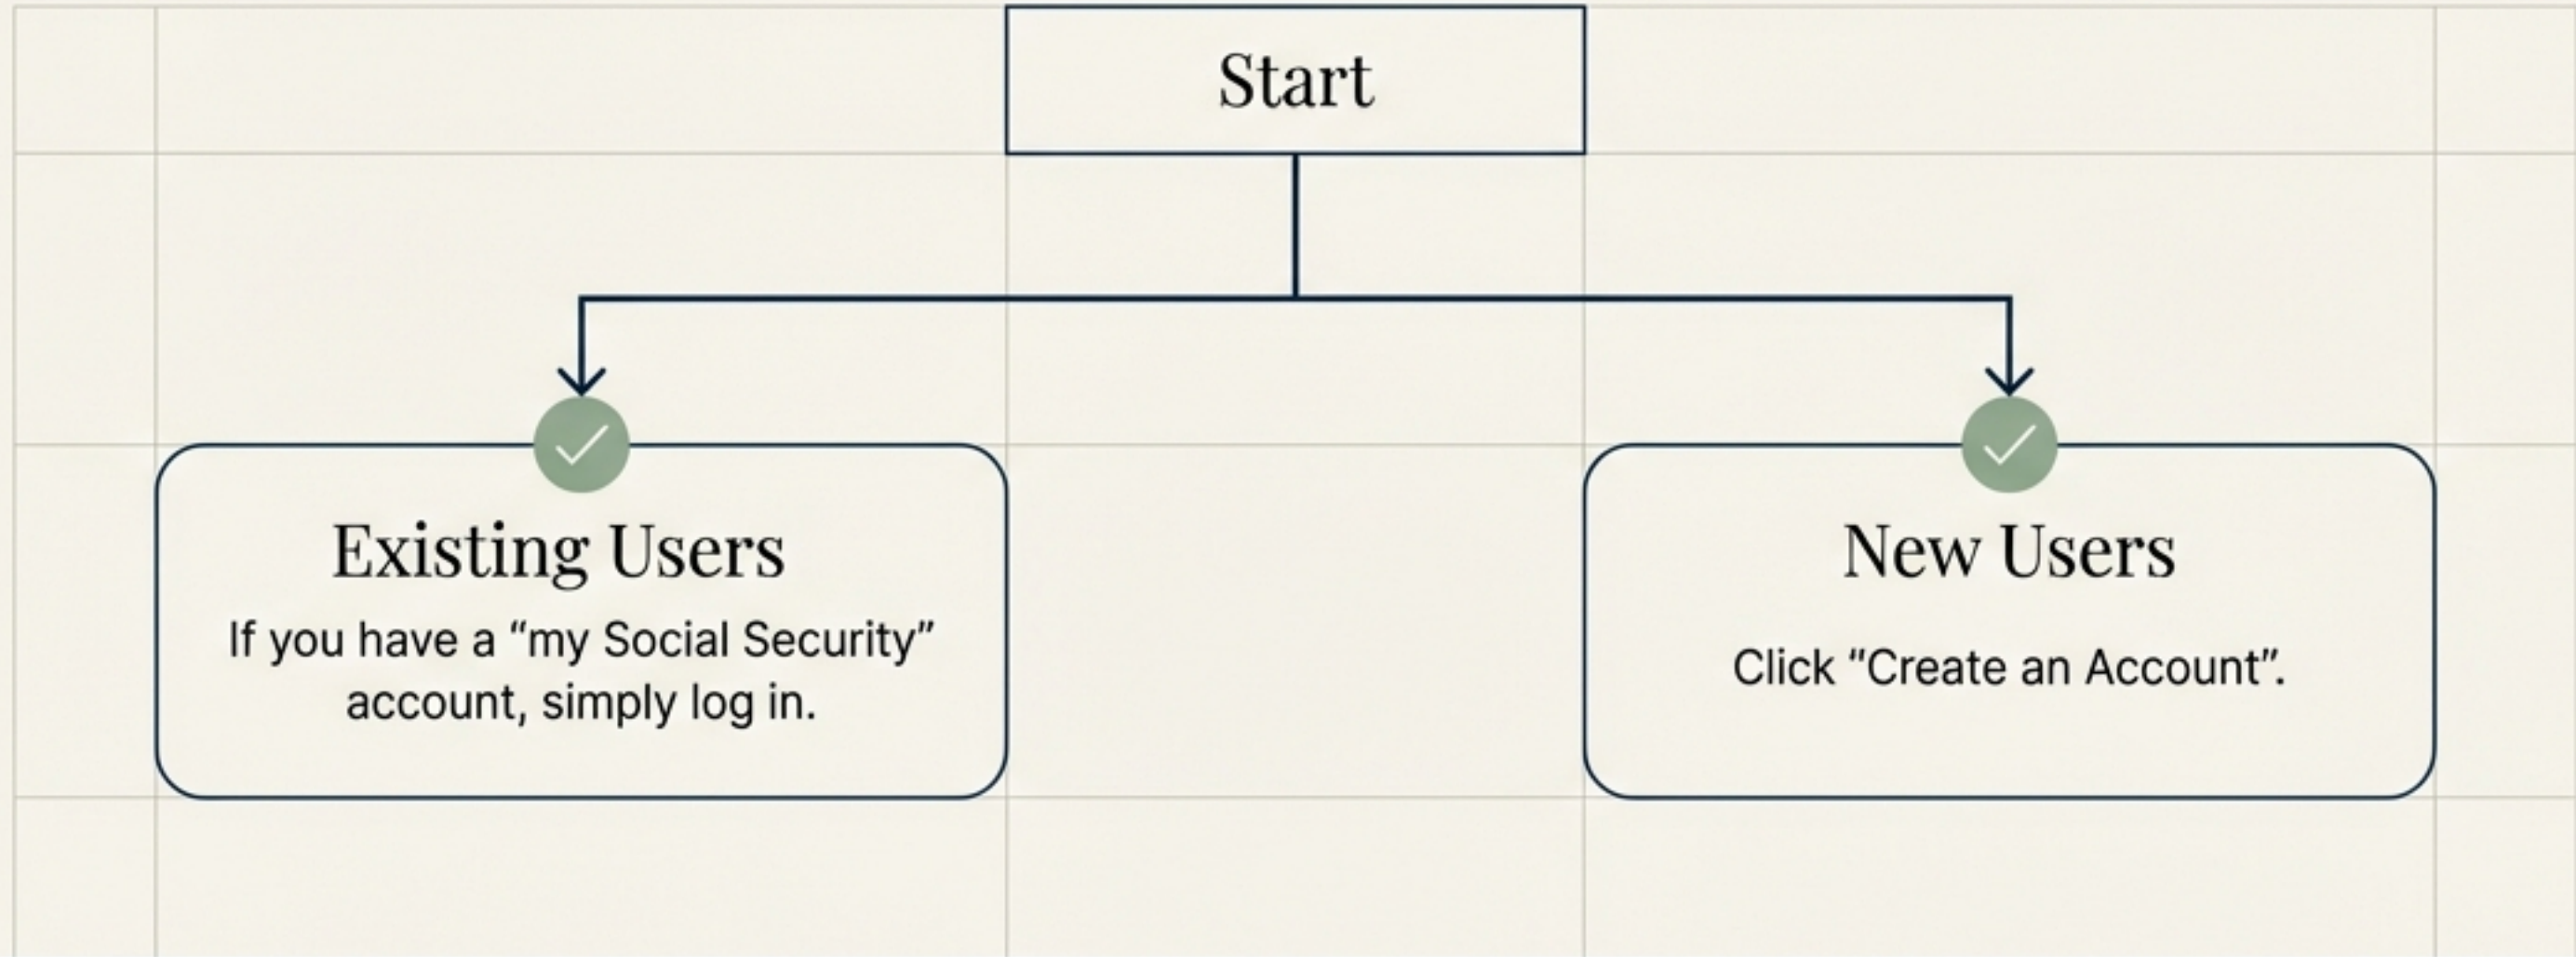 Start
Existing Users
If you have a “my Social Security”
account, simply log in.
New Users
Click “Create an Account”.